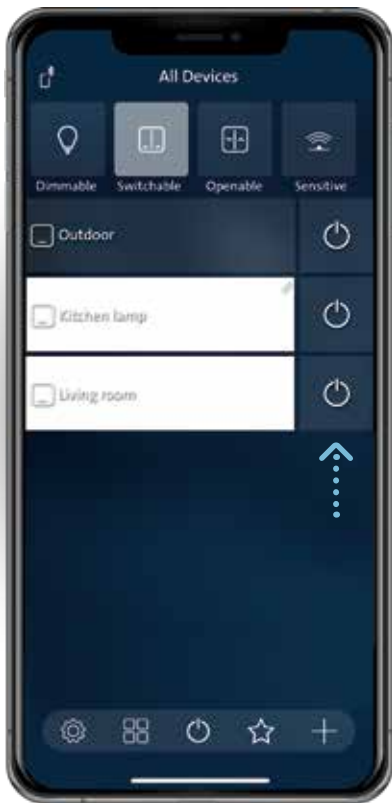 All Devices
Dimmable Switchable Openable Sensitive
Outdoor
Kitchen lamp
Living room